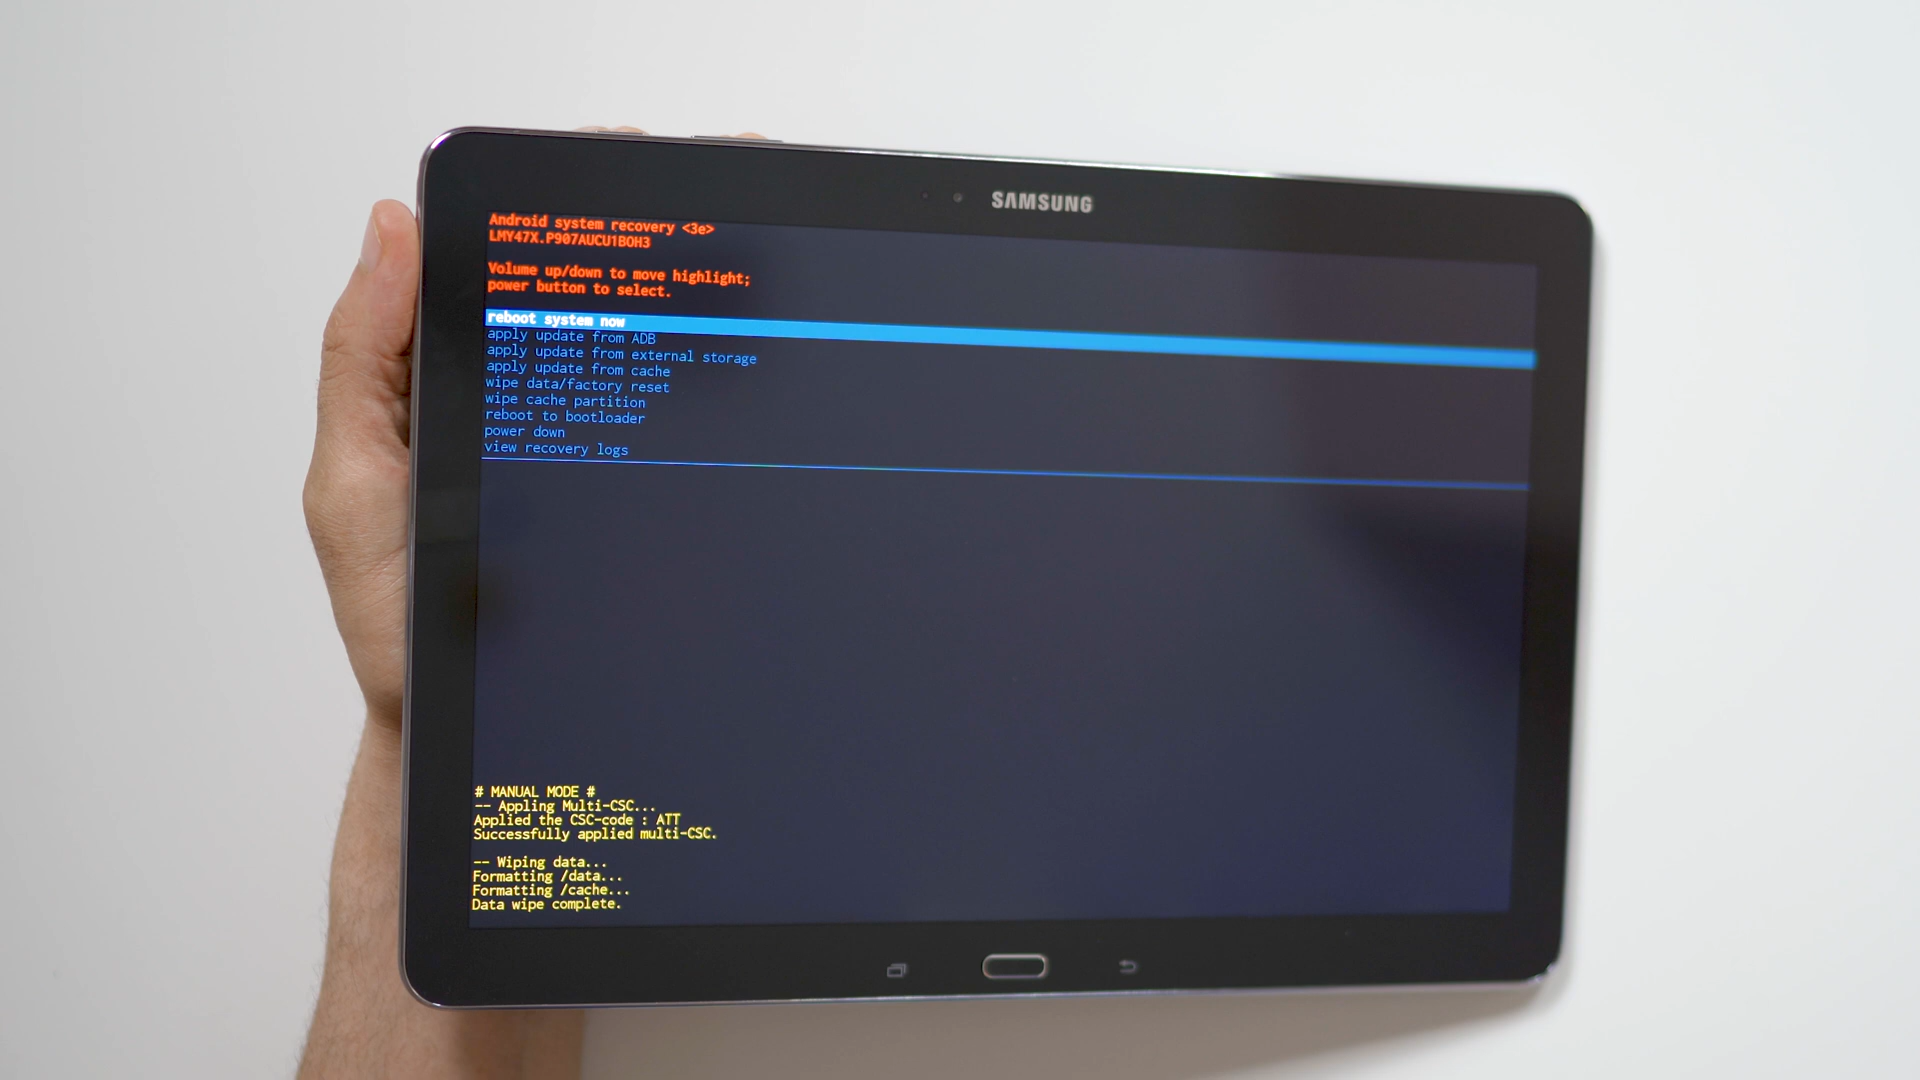 SAMSUNG
Android system recovery <3e>
LMY47X.P907AUCU1BOH3
Volume up/down to move highlight;
power button to select.
reboot system now
apply update from ADB
apply update from external storage
apply update from cache
wipe data/factory reset
wipe cache partition
reboot to bootloader
power down
view recovery logs
# MANUAL MODE #
-- Appling Multi-CSC...
Applied the CSC-code : ATT
Successfully applied multi-CSC.
-- Wiping data...
Formatting /data...
Formatting /cache...
Data wipe complete.